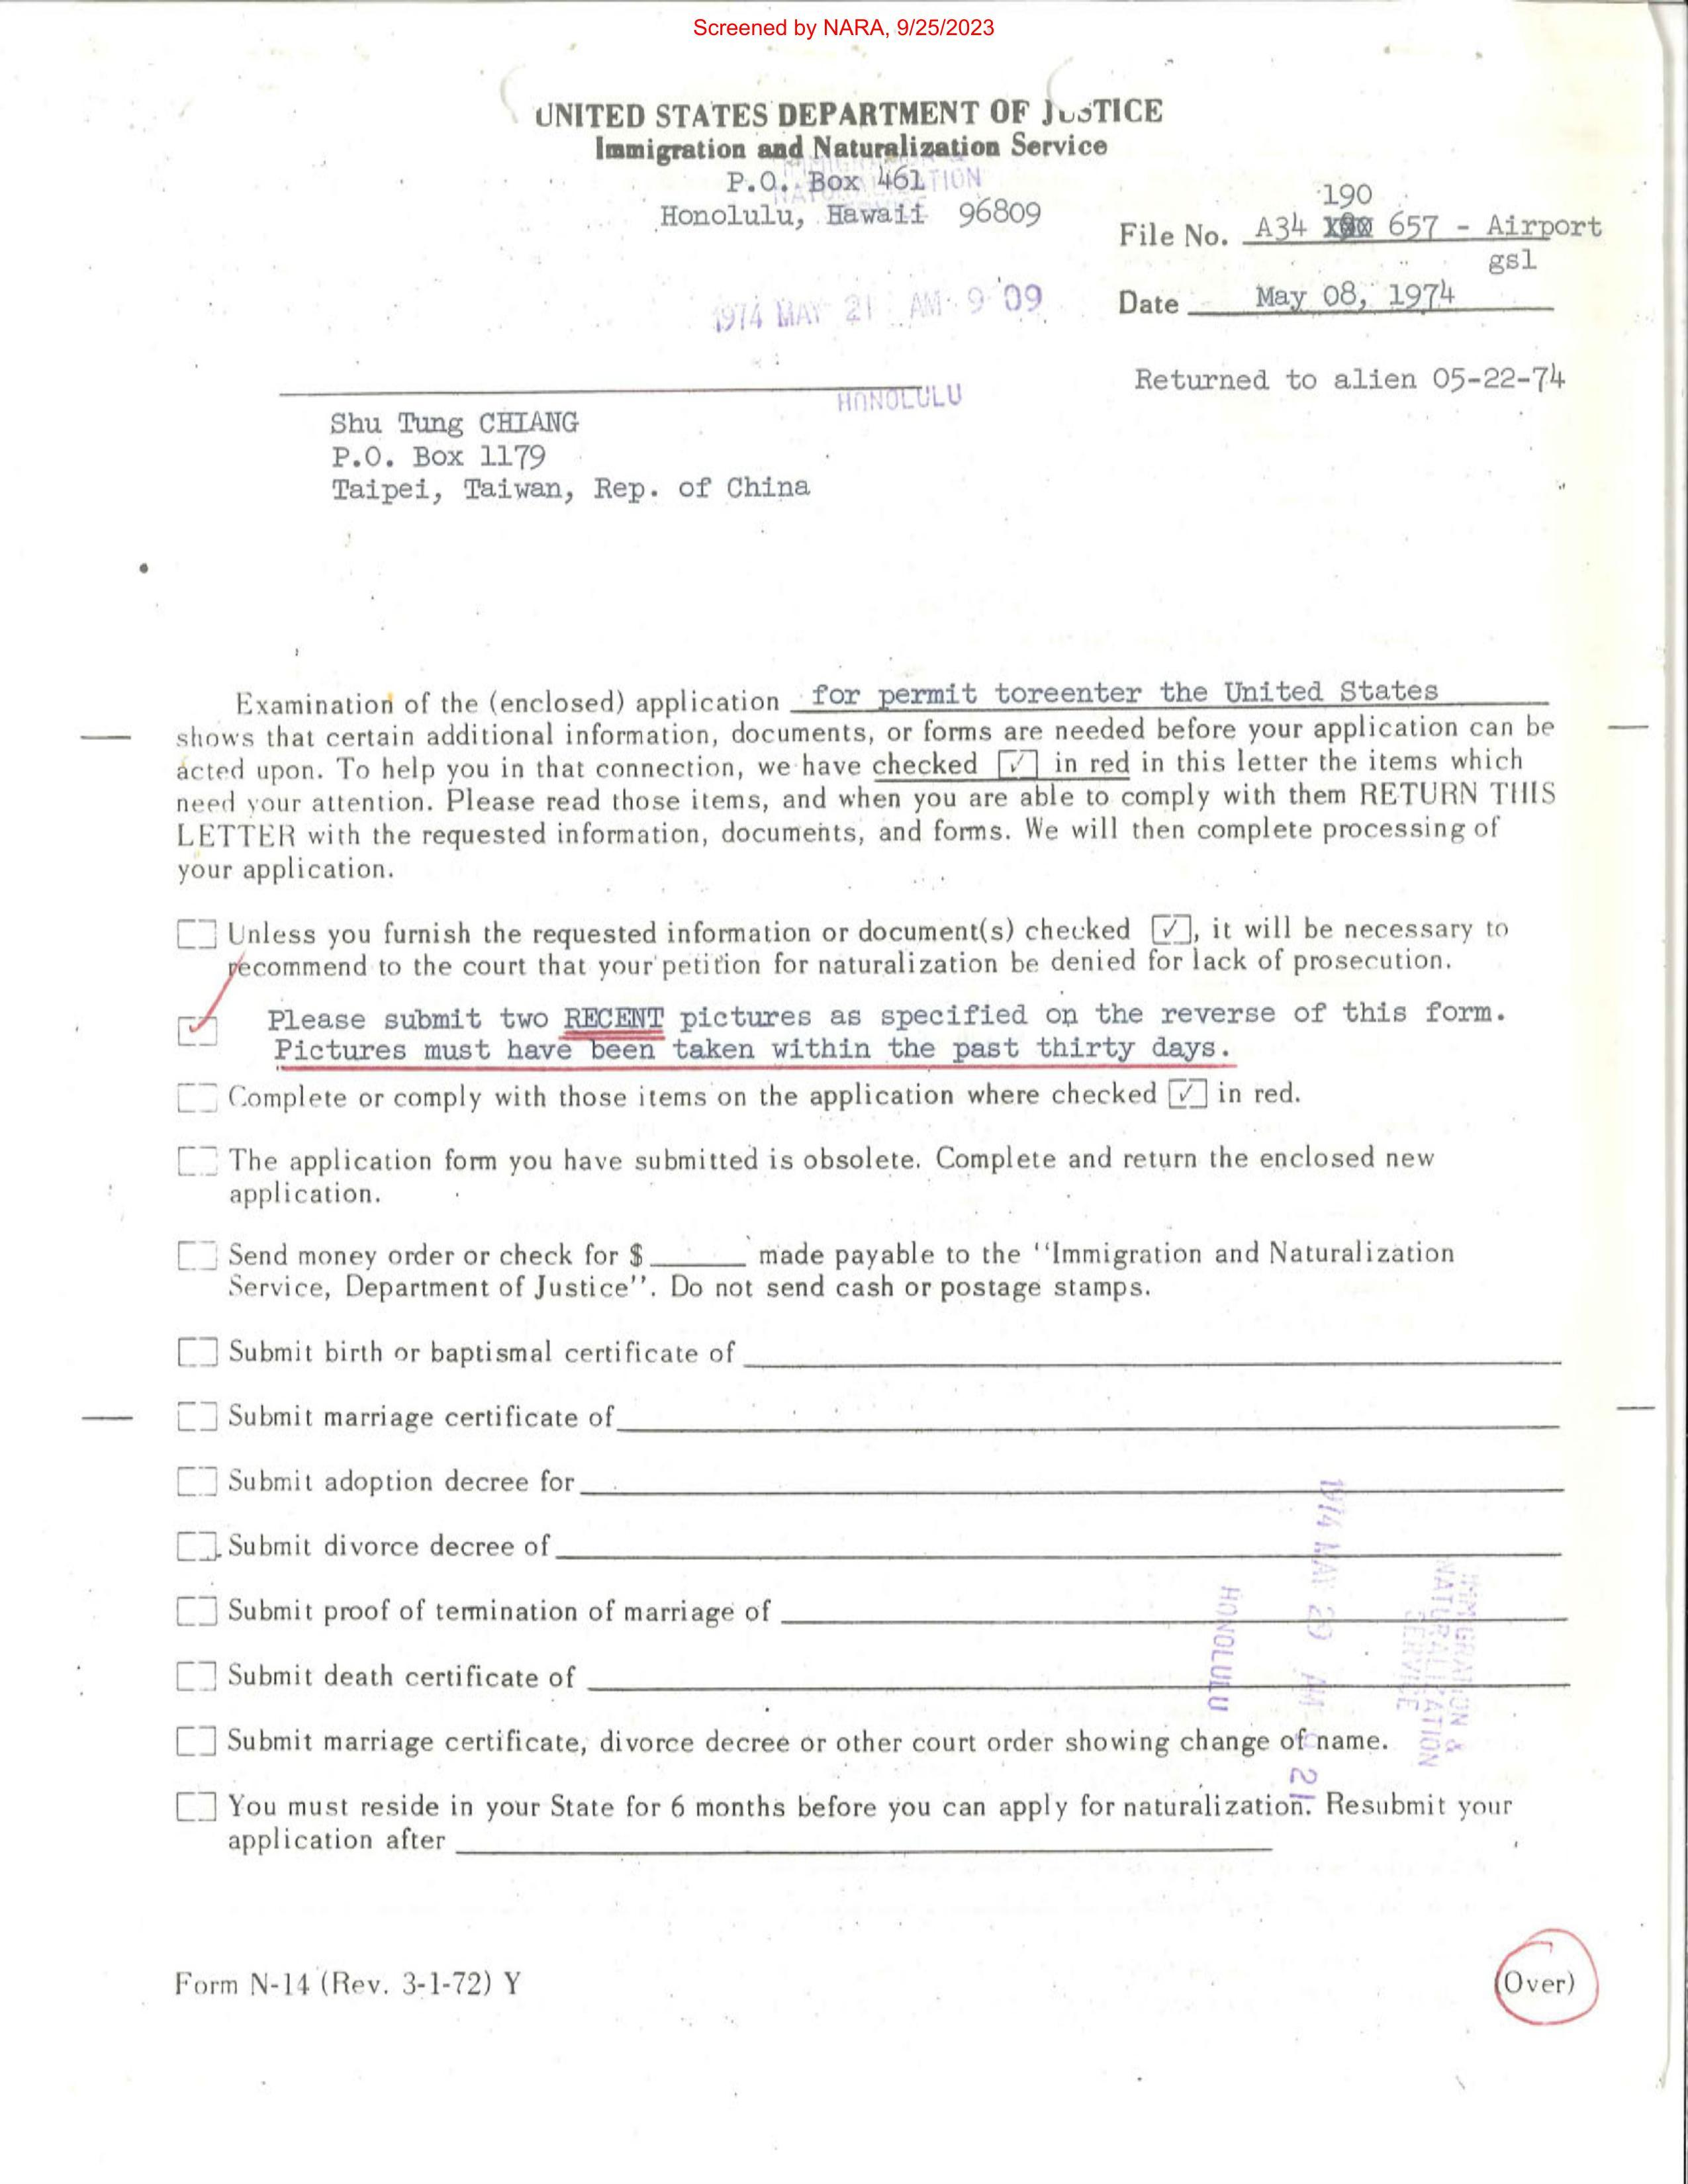 Screened by NARA, 9/25/2023
UNITED STATES DEPARTMENT OF JUSTICE
Immigration and Naturalization Service
P.O. Box 461
Honolulu, Hawaii 96809
190
File No. A34 657 - Airport
gsl
Date May 08, 1974
1974 MAY 21 AM 9 09
Returned to alien 05-22-74
HONOLULU
Shu Tung CHIANG
P.O. Box 1179
Taipei, Taiwan, Rep. of China
Examination of the (enclosed) application for permit toreenter the United States
shows that certain additional information, documents, or forms are needed before your application can be
acted upon. To help you in that connection, we have checked [✓] in red in this letter the items which
need your attention. Please read those items, and when you are able to comply with them RETURN THIS
LETTER with the requested information, documents, and forms. We will then complete processing of
your application.
Unless you furnish the requested information or document(s) checked [✓], it will be necessary to
recommend to the court that your petition for naturalization be denied for lack of prosecution.
✓ Please submit two RECENT pictures as specified on the reverse of this form.
Pictures must have been taken within the past thirty days.
Complete or comply with those items on the application where checked [✓] in red.
The application form you have submitted is obsolete. Complete and return the enclosed new
application.
Send money order or check for $______ made payable to the ''Immigration and Naturalization
Service, Department of Justice''. Do not send cash or postage stamps.
Submit birth or baptismal certificate of
Submit marriage certificate of
Submit adoption decree for
Submit divorce decree of
Submit proof of termination of marriage of
Submit death certificate of
Submit marriage certificate, divorce decree or other court order showing change of name.
You must reside in your State for 6 months before you can apply for naturalization. Resubmit your
application after
IMMIGRATION &
NATURALIZATION
SERVICE
1974 MAY 29 AM 21
HONOLULU
Form N-14 (Rev. 3-1-72) Y
(Over)